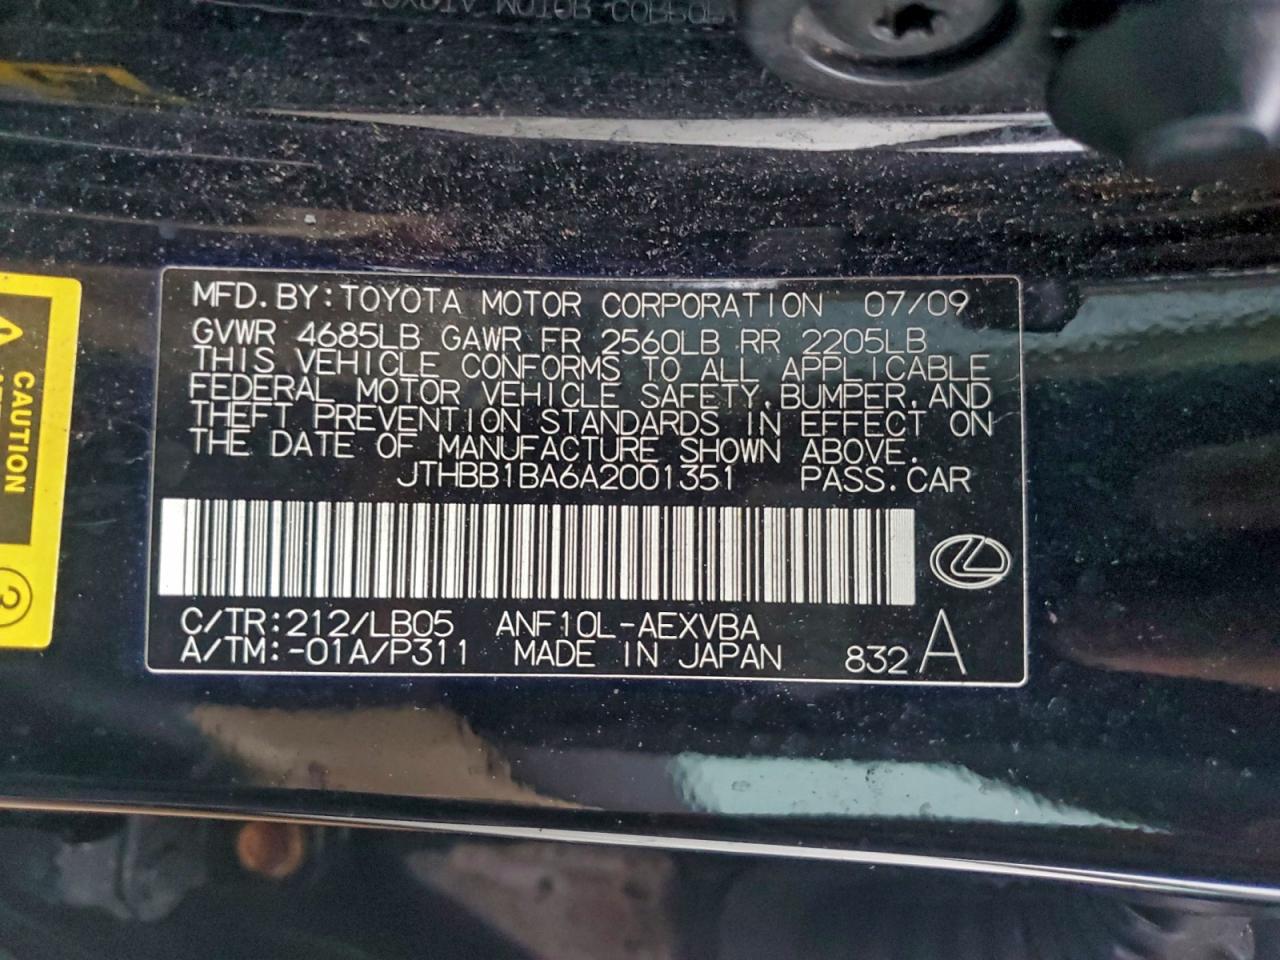 MFD.BY:TOYOTA MOTOR CORPORATION 07/09
GVWR 4685LB GAWR FR 2560LB RR 2205LB
THIS VEHICLE CONFORMS TO ALL APPLICABLE
FEDERAL MOTOR VEHICLE SAFETY,BUMPER,AND
THEFT PREVENTION STANDARDS IN EFFECT ON
THE DATE OF MANUFACTURE SHOWN ABOVE.
JTHBB1BA6A2001351 PASS.CAR
C/TR:212/LB05 ANF10L-AEXVBA
A/TM:-01A/P311 MADE IN JAPAN 832 A
CAUTION